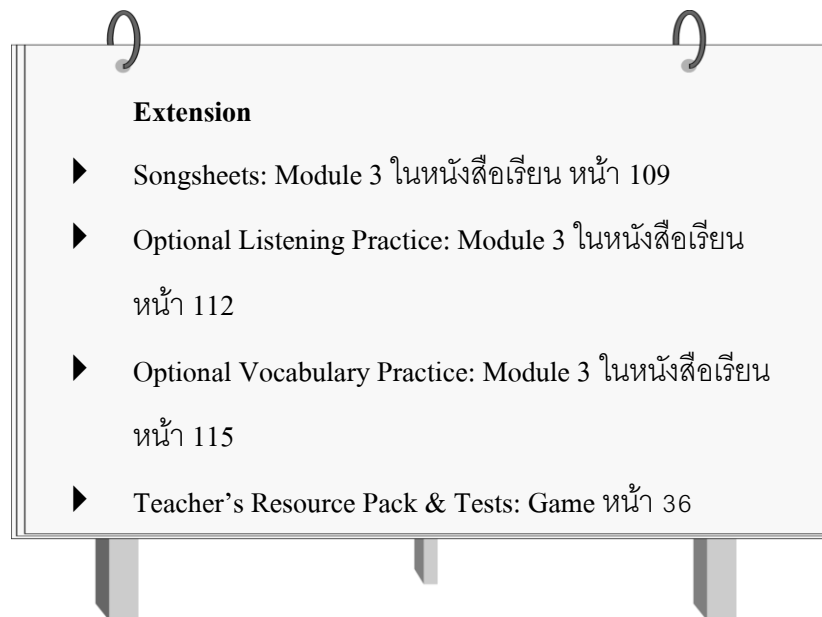 Extension
Songsheets: Module 3 ในหนังสือเรียน หน้า 109
Optional Listening Practice: Module 3 ในหนังสือเรียน
หน้า 112
Optional Vocabulary Practice: Module 3 ในหนังสือเรียน
หน้า 115
Teacher’s Resource Pack & Tests: Game หน้า 36